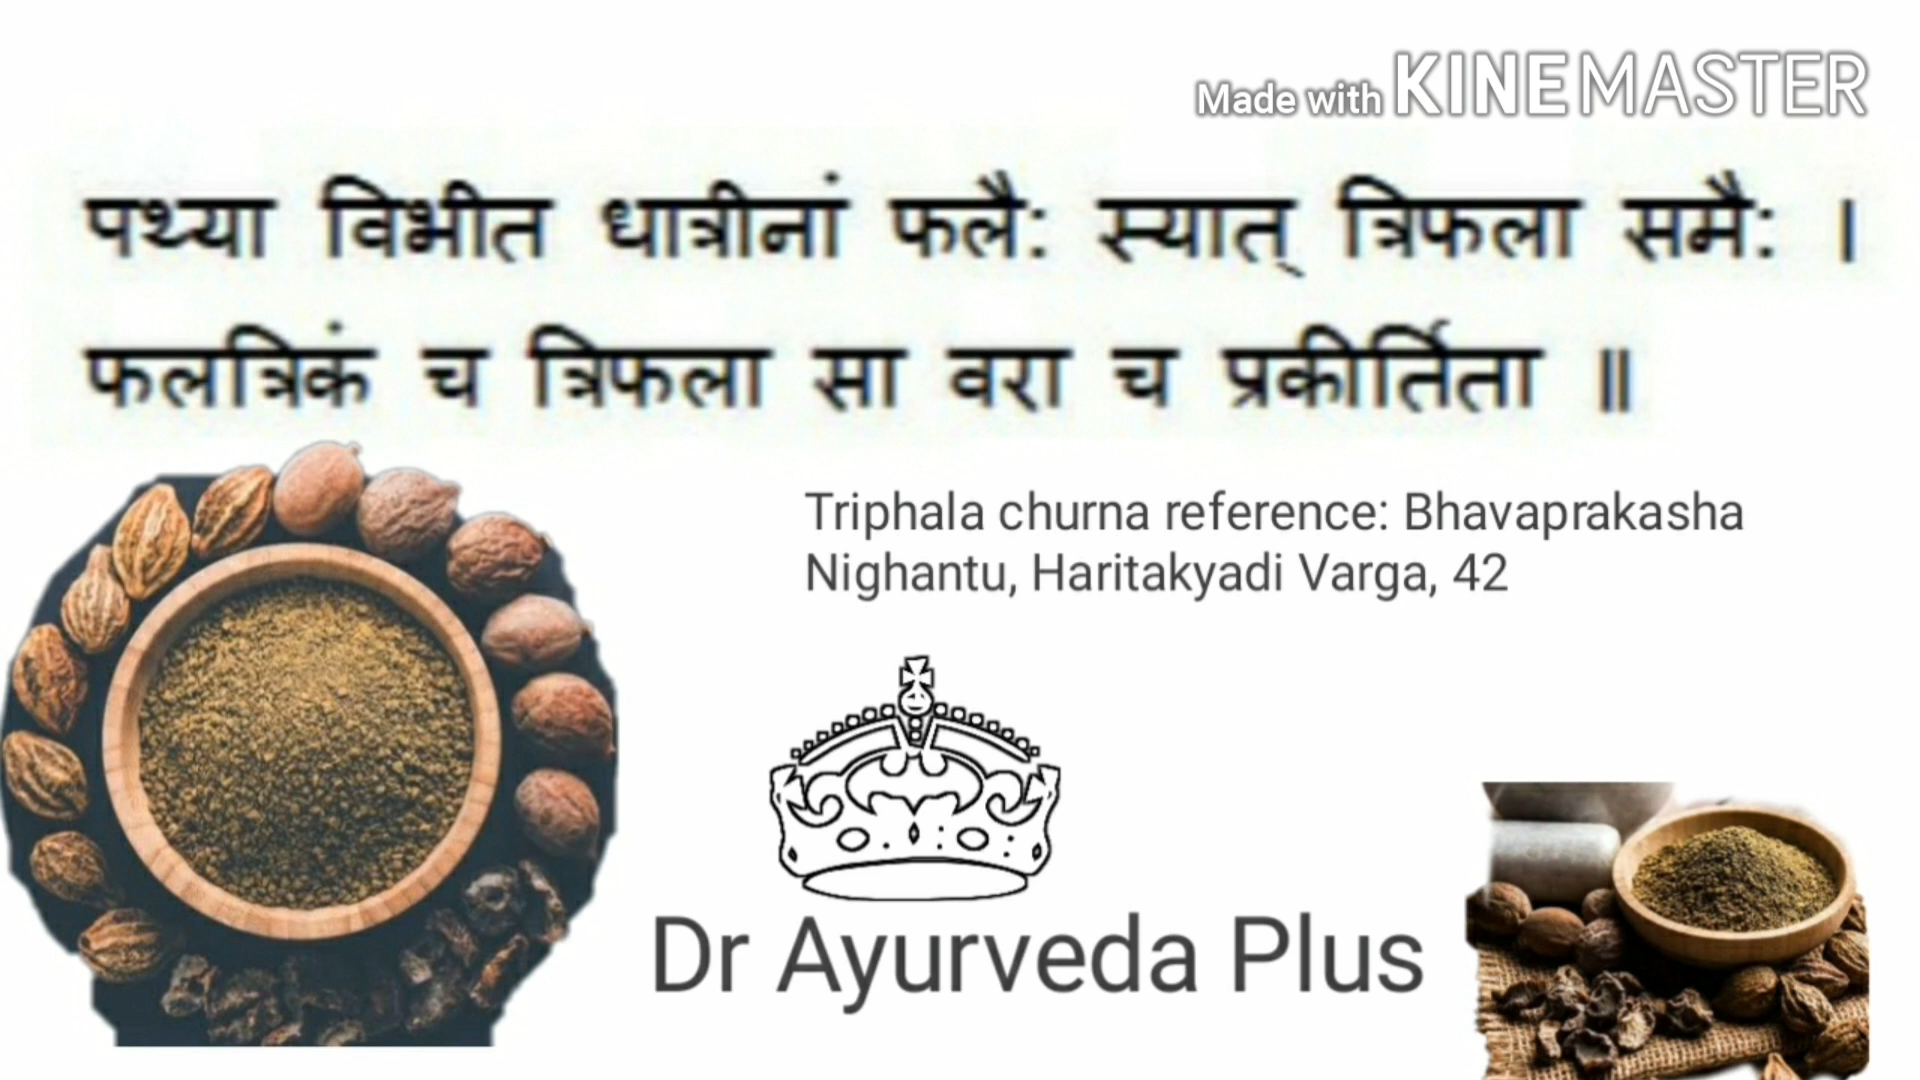 Made with KINEMASTER
पथ्या विभीत धात्रीनां फलै: स्यात् त्रिफला समै: ।
फलत्रिकं च त्रिफला सा वरा च प्रकीर्तिता ॥
Triphala churna reference: Bhavaprakasha
Nighantu, Haritakyadi Varga, 42
Dr Ayurveda Plus